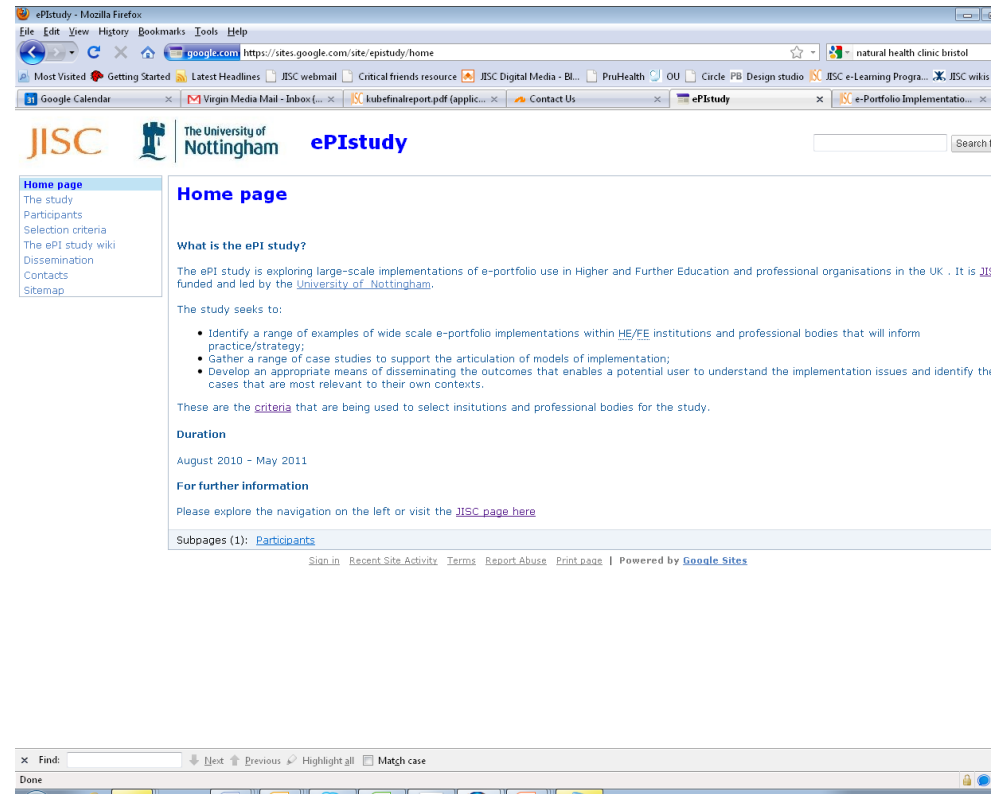 ePIstudy - Mozilla Firefox
File Edit View History Bookmarks Tools Help
google.com https://sites.google.com/site/epistudy/home
natural health clinic bristol
Most Visited Getting Started Latest Headlines JISC webmail Critical friends resource JISC Digital Media - Bl... PruHealth OU Circle PB Design studio JISC e-Learning Progra... JISC wikis
31 Google Calendar Virgin Media Mail - Inbox (... kubefinalreport.pdf (applic... Contact Us ePIstudy e-Portfolio Implementatio...
JISC The University of Nottingham ePIstudy Search
Home page
The study
Participants
Selection criteria
The ePI study wiki
Dissemination
Contacts
Sitemap
Home page
What is the ePI study?
The ePI study is exploring large-scale implementations of e-portfolio use in Higher and Further Education and professional organisations in the UK . It is JIS
funded and led by the University of Nottingham.
The study seeks to:
• Identify a range of examples of wide scale e-portfolio implementations within HE/FE institutions and professional bodies that will inform
practice/strategy;
• Gather a range of case studies to support the articulation of models of implementation;
• Develop an appropriate means of disseminating the outcomes that enables a potential user to understand the implementation issues and identify the
cases that are most relevant to their own contexts.
These are the criteria that are being used to select insitutions and professional bodies for the study.
Duration
August 2010 - May 2011
For further information
Please explore the navigation on the left or visit the JISC page here
Subpages (1): Participants
Sign in Recent Site Activity Terms Report Abuse Print page | Powered by Google Sites
× Find: Next Previous Highlight all Match case
Done